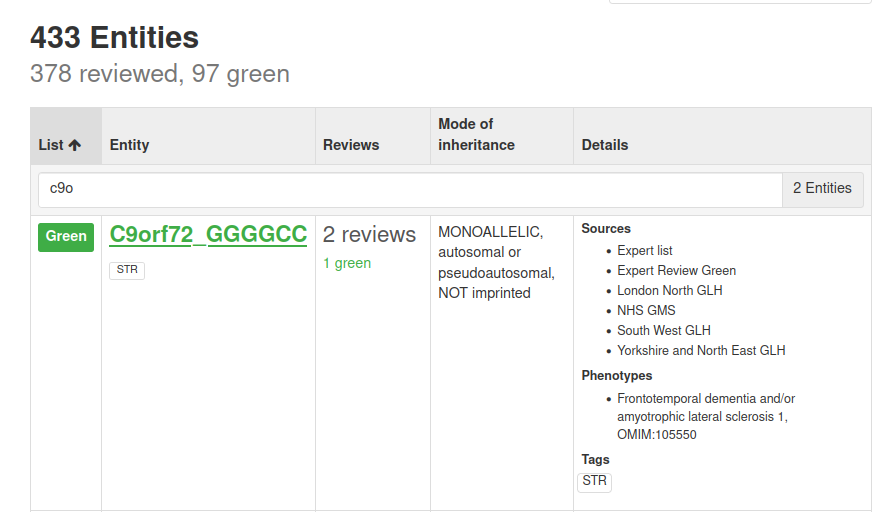 433 Entities
378 reviewed, 97 green
List
Entity
Reviews
Mode of
inheritance
Details
c9o
2 Entities
Green
C9orf72_GGGGCC
STR
2 reviews
1 green
MONOALLELIC,
autosomal or
pseudoautosomal,
NOT imprinted
Sources
• Expert list
• Expert Review Green
• London North GLH
• NHS GMS
• South West GLH
• Yorkshire and North East GLH
Phenotypes
• Frontotemporal dementia and/or
amyotrophic lateral sclerosis 1,
OMIM:105550
Tags
STR